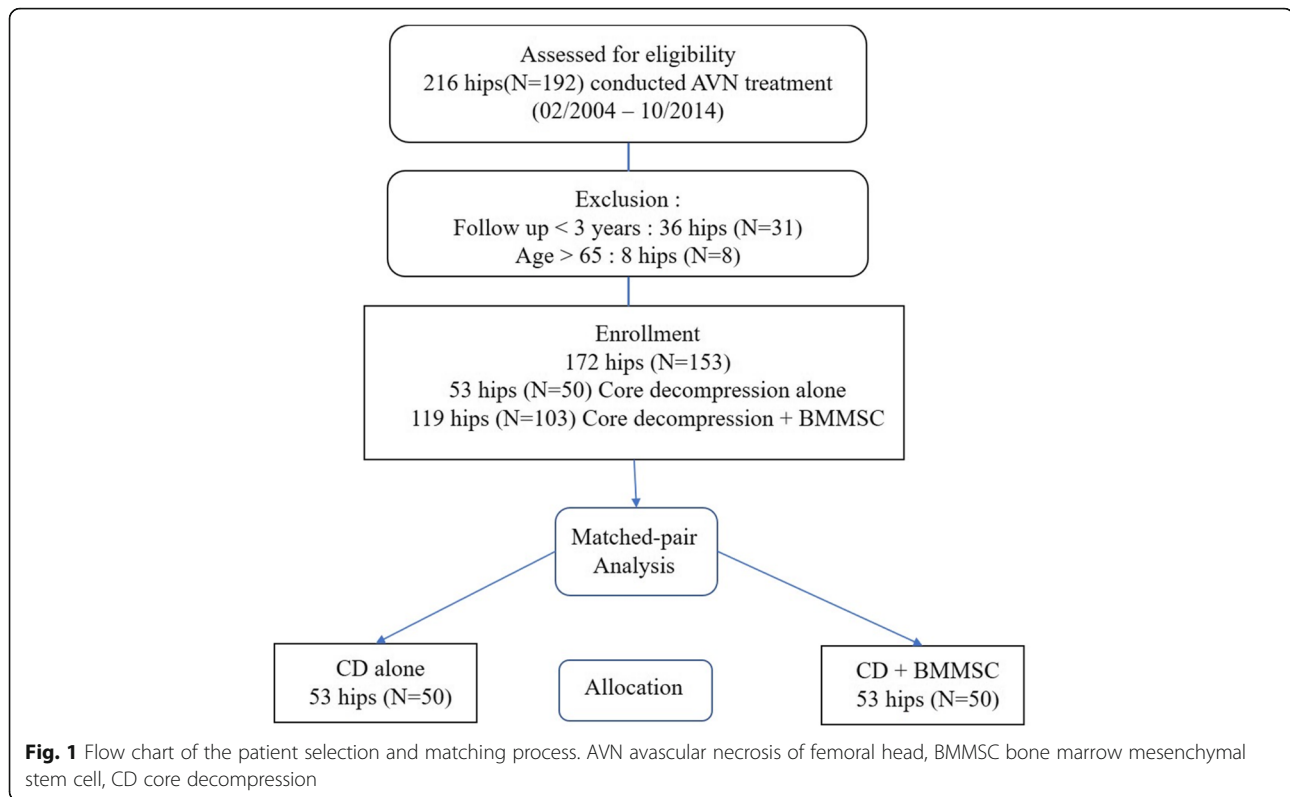 Assessed for eligibility
216 hips(N=192) conducted AVN treatment
(02/2004 – 10/2014)
Exclusion :
Follow up < 3 years : 36 hips (N=31)
Age > 65 : 8 hips (N=8)
Enrollment
172 hips (N=153)
53 hips (N=50) Core decompression alone
119 hips (N=103) Core decompression + BMMSC
Matched-pair
Analysis
CD alone
53 hips (N=50)
Allocation
CD + BMMSC
53 hips (N=50)
Fig. 1 Flow chart of the patient selection and matching process. AVN avascular necrosis of femoral head, BMMSC bone marrow mesenchymal
stem cell, CD core decompression